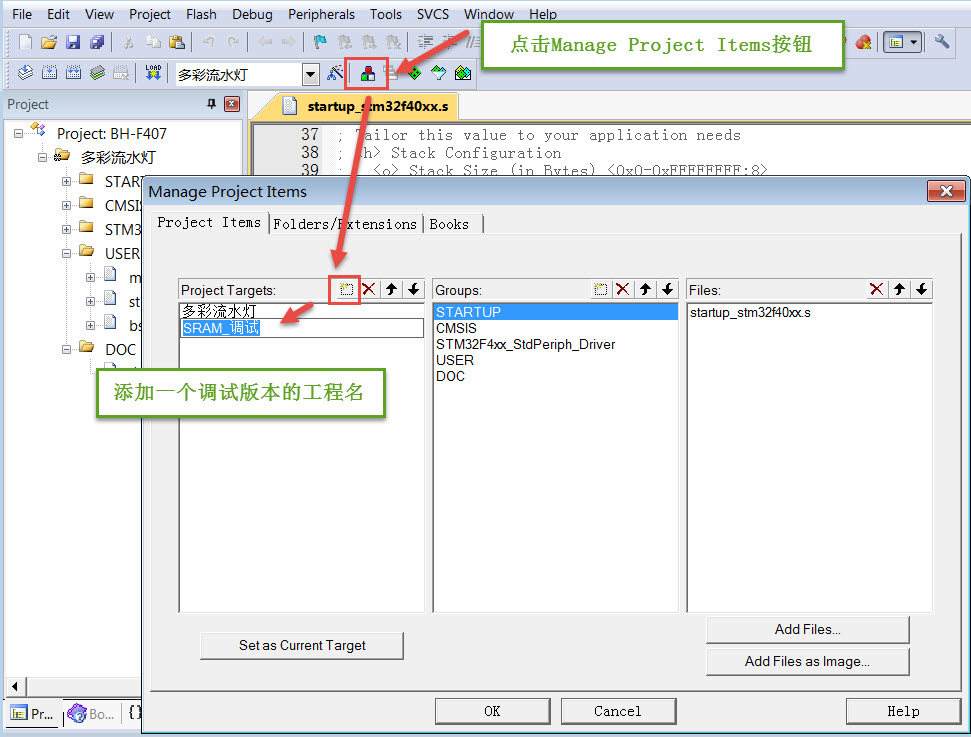 File Edit View Project Flash Debug Peripherals Tools SVCS Window Help
点击Manage Project Items按钮
LOAD
多彩流水灯
Project
startup_stm32f40xx.s
Project: BH-F407
多彩流水灯
STAR
CMSI
STM3
USER
m
st
bs
DOC
37 ; Tailor this value to your application needs
38 ; <h> Stack Configuration
39 ; <o> Stack Size (in Bytes) <0x0-0xFFFFFFFF:8>
Manage Project Items
Project Items Folders/Extensions Books
Project Targets:
多彩流水灯
SRAM_调试
添加一个调试版本的工程名
Groups:
STARTUP
CMSIS
STM32F4xx_StdPeriph_Driver
USER
DOC
Files:
startup_stm32f40xx.s
Set as Current Target
Add Files...
Add Files as Image...
Pr... Bo... {}
OK Cancel Help